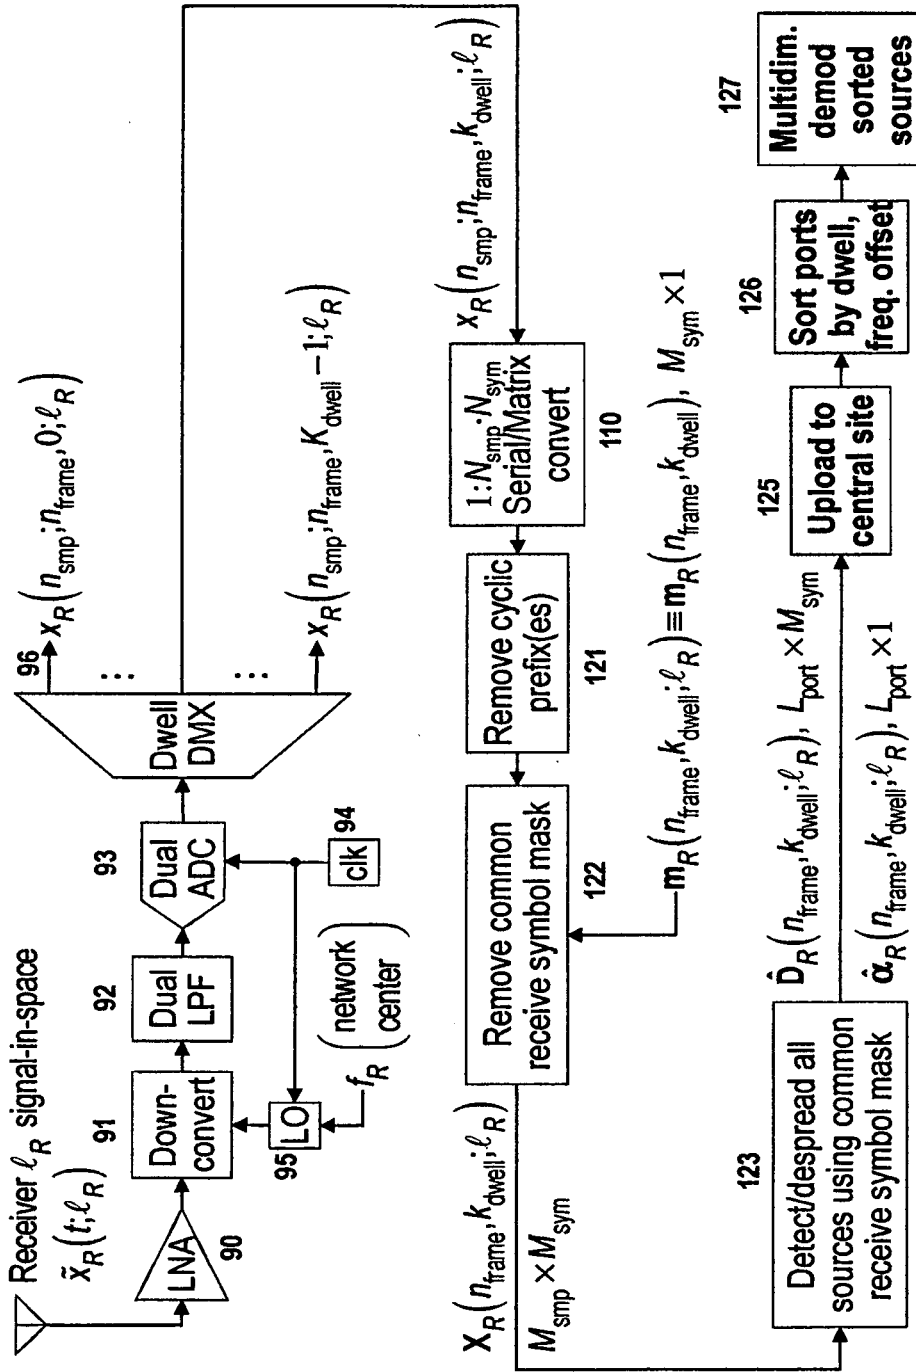 Receiver ℓ_R signal-in-space
x̃_R(t;ℓ_R)
LNA
90
Down-
convert
91
Dual
LPF
92
Dual
ADC
93
clk
94
LO
95
f_R
(network
center)
Dwell
DMX
96
x_R(n_smp;n_frame,0;ℓ_R)
...
...
x_R(n_smp;n_frame,K_dwell−1;ℓ_R)
x_R(n_smp;n_frame,k_dwell;ℓ_R)
1:N_smp·N_sym
Serial/Matrix
convert
110
Remove cyclic
prefix(es)
121
Remove common
receive symbol mask
122
m_R(n_frame,k_dwell;ℓ_R)≡m_R(n_frame,k_dwell), M_sym×1
X_R(n_frame,k_dwell;ℓ_R)
M_smp×M_sym
Detect/despread all
sources using common
receive symbol mask
123
D̂_R(n_frame,k_dwell;ℓ_R), L_port×M_sym
α̂_R(n_frame,k_dwell;ℓ_R), L_port×1
Upload to
central site
125
Sort ports
by dwell,
freq. offset
126
Multidim.
demod
sorted
sources
127